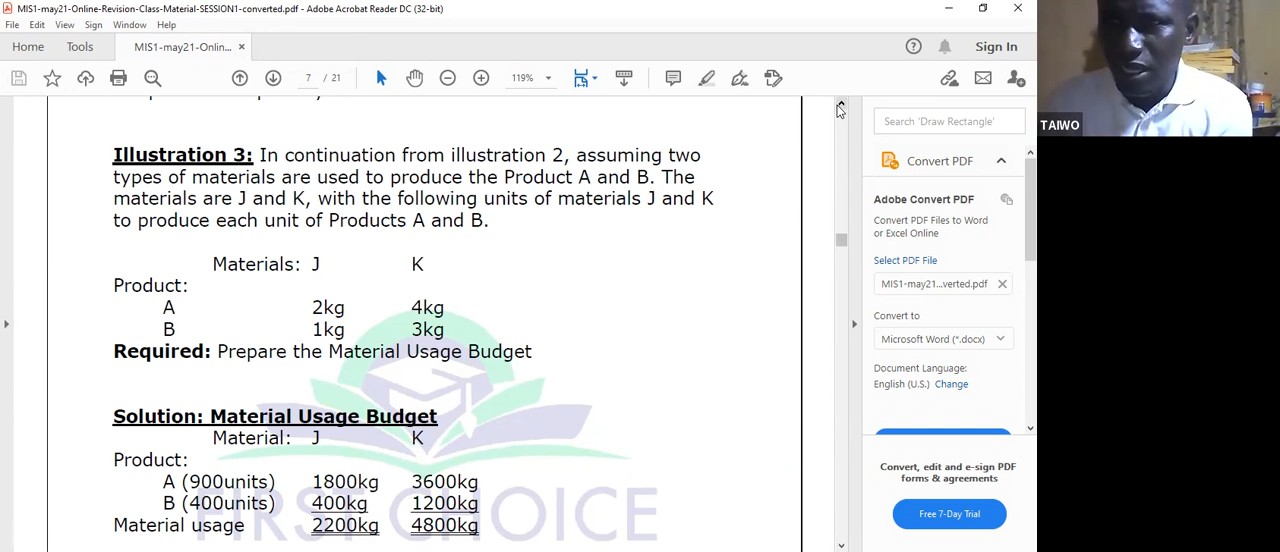 MIS1-may21-Online-Revision-Class-Material-SESSION1-converted.pdf - Adobe Acrobat Reader DC (32-bit)
File Edit View Sign Window Help
Home Tools MIS1-may21-Onlin... Sign In
7 / 21 119%
TAIWO
Illustration 3: In continuation from illustration 2, assuming two
types of materials are used to produce the Product A and B. The
materials are J and K, with the following units of materials J and K
to produce each unit of Products A and B.
Materials: J K
Product:
A 2kg 4kg
B 1kg 3kg
Required: Prepare the Material Usage Budget
Solution: Material Usage Budget
Material: J K
Product:
A (900units) 1800kg 3600kg
B (400units) 400kg 1200kg
Material usage 2200kg 4800kg
FIRST CHOICE
Search 'Draw Rectangle'
Convert PDF
Adobe Convert PDF
Convert PDF Files to Word
or Excel Online
Select PDF File
MIS1-may21...verted.pdf
Convert to
Microsoft Word (*.docx)
Document Language:
English (U.S.) Change
Convert, edit and e-sign PDF
forms & agreements
Free 7-Day Trial